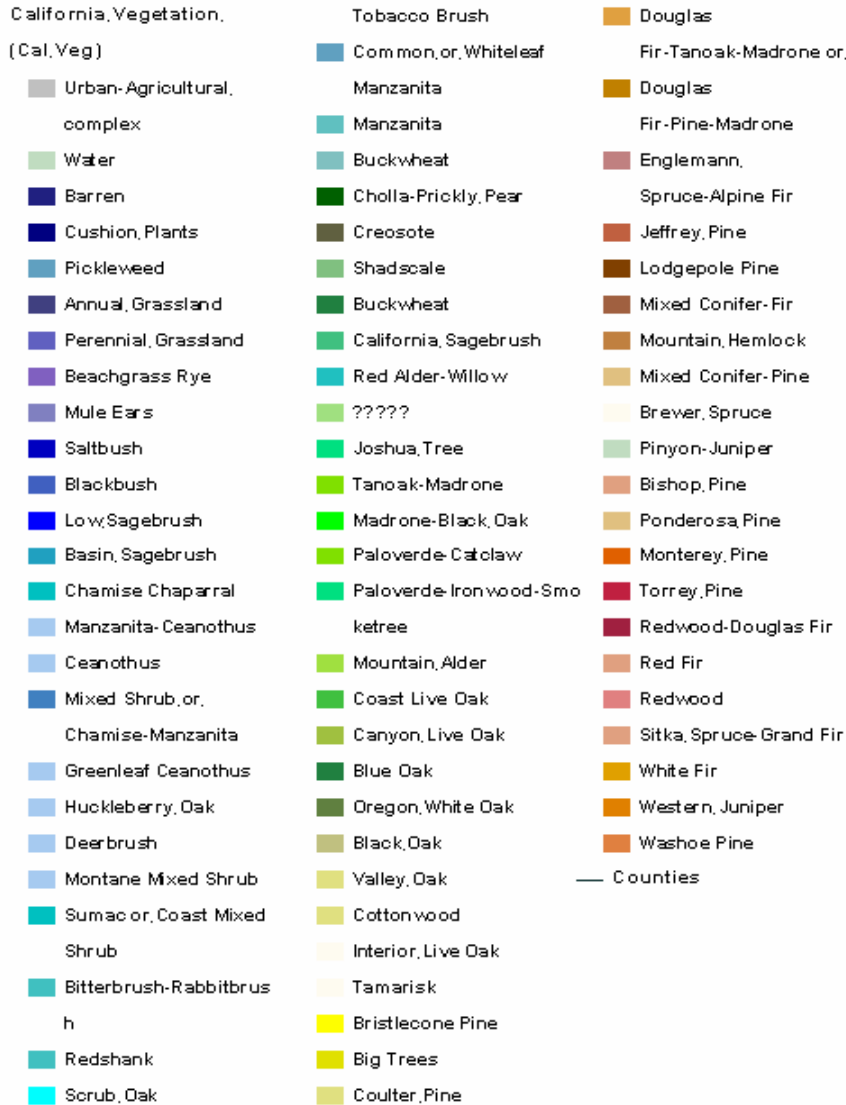 California,Vegetation,
(Cal,Veg)
Urban-Agricultural,
complex
Water
Barren
Cushion,Plants
Pickleweed
Annual,Grassland
Perennial,Grassland
Beachgrass Rye
Mule Ears
Saltbush
Blackbush
Low,Sagebrush
Basin,Sagebrush
Chamise Chaparral
Manzanita-Ceanothus
Ceanothus
Mixed Shrub,or,
Chamise-Manzanita
Greenleaf Ceanothus
Huckleberry,Oak
Deerbrush
Montane Mixed Shrub
Sumac or,Coast Mixed
Shrub
Bitterbrush-Rabbitbrus
h
Redshank
Scrub,Oak
Tobacco Brush
Common,or,Whiteleaf
Manzanita
Manzanita
Buckwheat
Cholla-Prickly,Pear
Creosote
Shadscale
Buckwheat
California,Sagebrush
Red Alder-Willow
?????
Joshua,Tree
Tanoak-Madrone
Madrone-Black,Oak
Paloverde-Catclaw
Paloverde-Ironwood-Smo
ketree
Mountain,Alder
Coast Live Oak
Canyon,Live Oak
Blue Oak
Oregon,White Oak
Black,Oak
Valley,Oak
Cottonwood
Interior,Live Oak
Tamarisk
Bristlecone Pine
Big Trees
Coulter,Pine
Douglas
Fir-Tanoak-Madrone or,
Douglas
Fir-Pine-Madrone
Englemann,
Spruce-Alpine Fir
Jeffrey,Pine
Lodgepole Pine
Mixed Conifer-Fir
Mountain,Hemlock
Mixed Conifer-Pine
Brewer,Spruce
Pinyon-Juniper
Bishop,Pine
Ponderosa,Pine
Monterey,Pine
Torrey,Pine
Redwood-Douglas Fir
Red Fir
Redwood
Sitka,Spruce-Grand Fir
White Fir
Western,Juniper
Washoe Pine
Counties